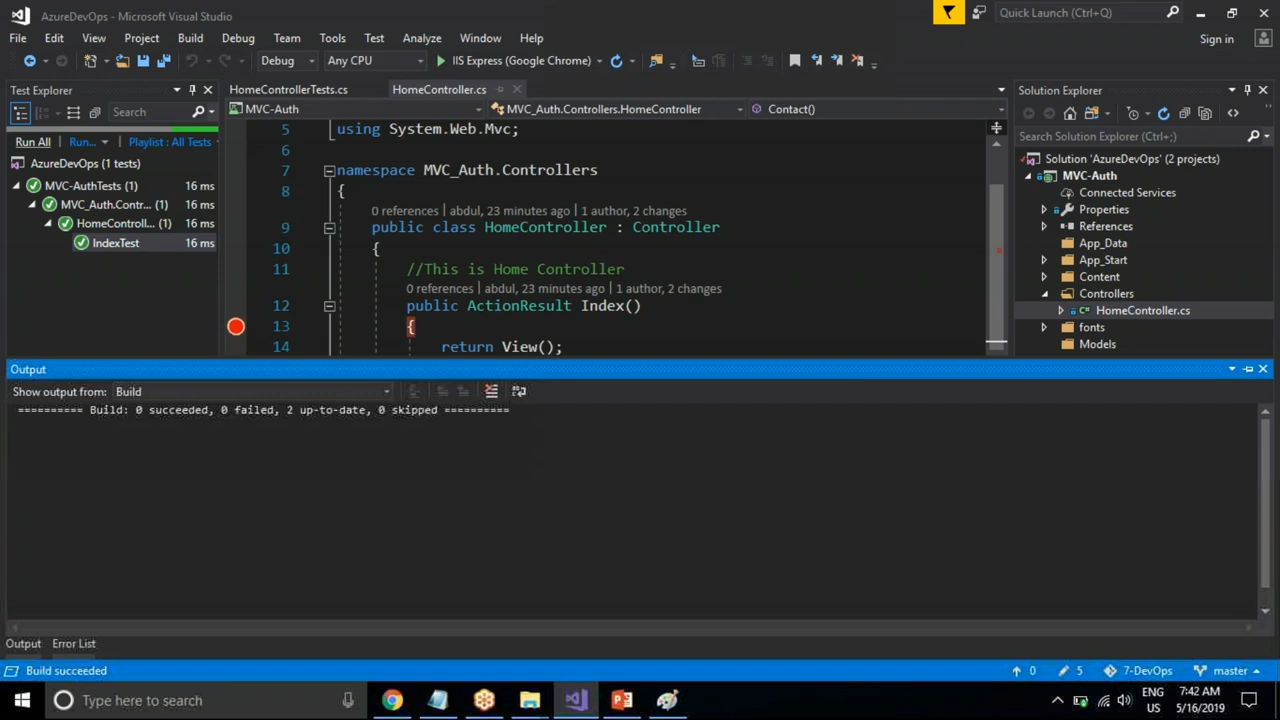 AzureDevOps - Microsoft Visual Studio
Quick Launch (Ctrl+Q)
File Edit View Project Build Debug Team Tools Test Analyze Window Help
Sign in
Debug Any CPU IIS Express (Google Chrome)
Test Explorer
Search
Run All Run... Playlist : All Tests
AzureDevOps (1 tests)
MVC-AuthTests (1) 16 ms
MVC_Auth.Contr... (1) 16 ms
HomeControll... (1) 16 ms
IndexTest 16 ms
HomeControllerTests.cs HomeController.cs
MVC-Auth MVC_Auth.Controllers.HomeController Contact()
5 using System.Web.Mvc;
6
7 namespace MVC_Auth.Controllers
8 {
0 references | abdul, 23 minutes ago | 1 author, 2 changes
9 public class HomeController : Controller
10 {
11 //This is Home Controller
0 references | abdul, 23 minutes ago | 1 author, 2 changes
12 public ActionResult Index()
13 {
14 return View();
Solution Explorer
Search Solution Explorer (Ctrl+;)
Solution 'AzureDevOps' (2 projects)
MVC-Auth
Connected Services
Properties
References
App_Data
App_Start
Content
Controllers
C# HomeController.cs
fonts
Models
Output
Show output from: Build
========== Build: 0 succeeded, 0 failed, 2 up-to-date, 0 skipped ==========
Output Error List
Build succeeded
0 5 7-DevOps master
Type here to search
ENG
US
7:42 AM
5/16/2019